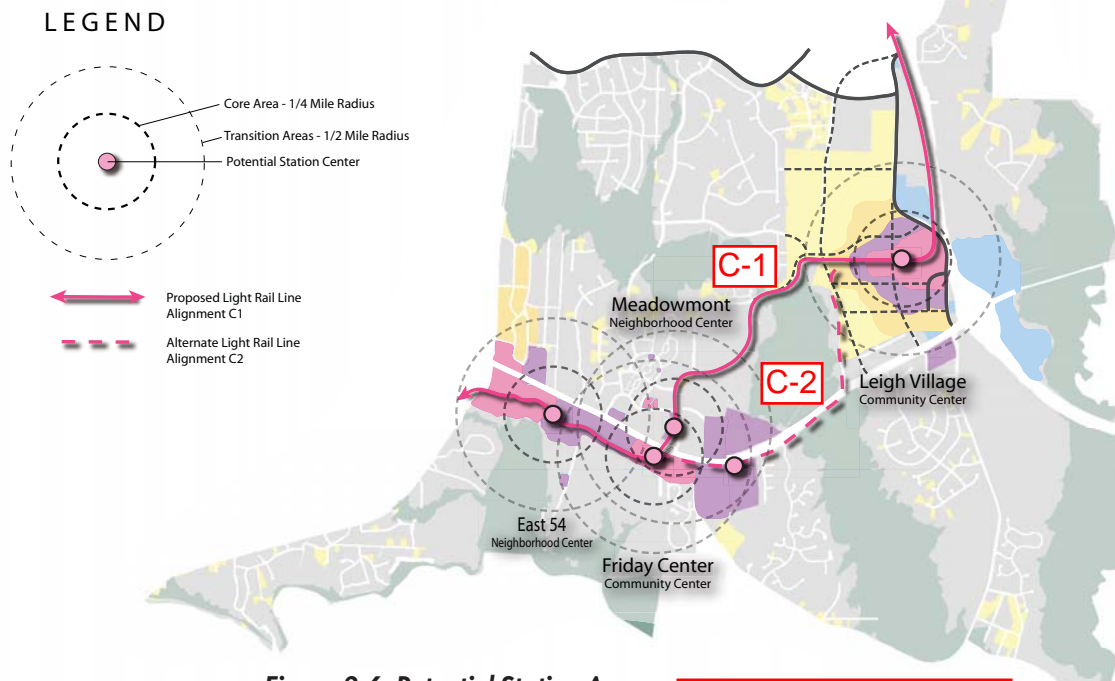 LEGEND
Core Area - 1/4 Mile Radius
Transition Areas - 1/2 Mile Radius
Potential Station Center
Proposed Light Rail Line
Alignment C1
Alternate Light Rail Line
Alignment C2
C-1
Meadowmont
Neighborhood Center
C-2
Leigh Village
Community Center
East 54
Neighborhood Center
Friday Center
Community Center
Potential Station